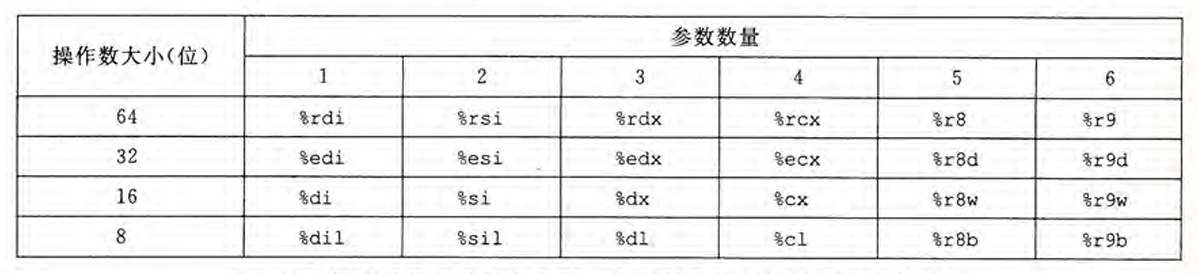 操作数大小(位) 参数数量
1 2 3 4 5 6
64 %rdi %rsi %rdx %rcx %r8 %r9
32 %edi %esi %edx %ecx %r8d %r9d
16 %di %si %dx %cx %r8w %r9w
8 %dil %sil %dl %cl %r8b %r9b